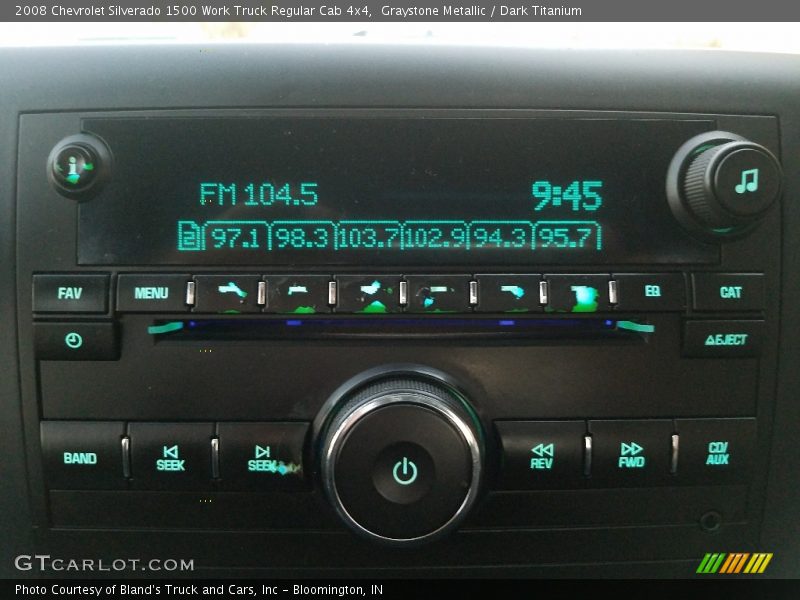 2008 Chevrolet Silverado 1500 Work Truck Regular Cab 4x4, Graystone Metallic / Dark Titanium
i
FM 104.5 9:45
2 97.1 98.3 103.7 102.9 94.3 95.7
FAV MENU EQ CAT
EJECT
BAND SEEK SEEK REV FWD CD/
AUX
GTCARLOT.COM
Photo Courtesy of Bland's Truck and Cars, Inc - Bloomington, IN